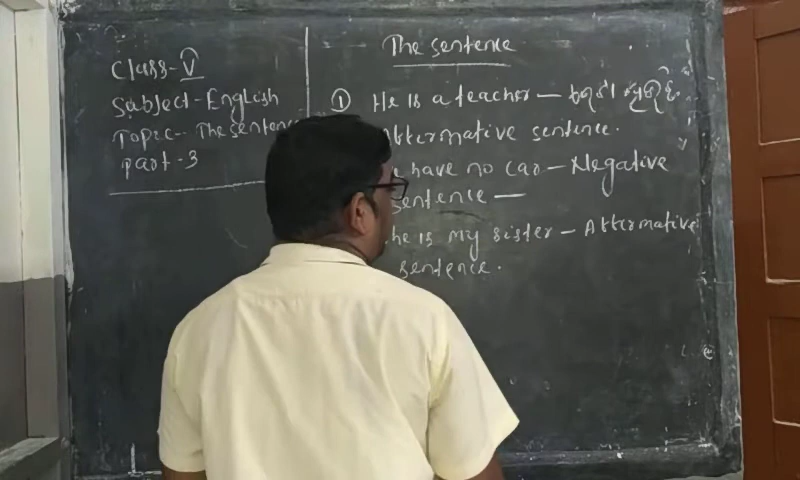 Class-V
Subject-English
Topic-The sentence
Part-3
The sentence
① He is a teacher —
Affirmative sentence.
have no car-Negative
sentence —
he is my sister - Affirmative
sentence.